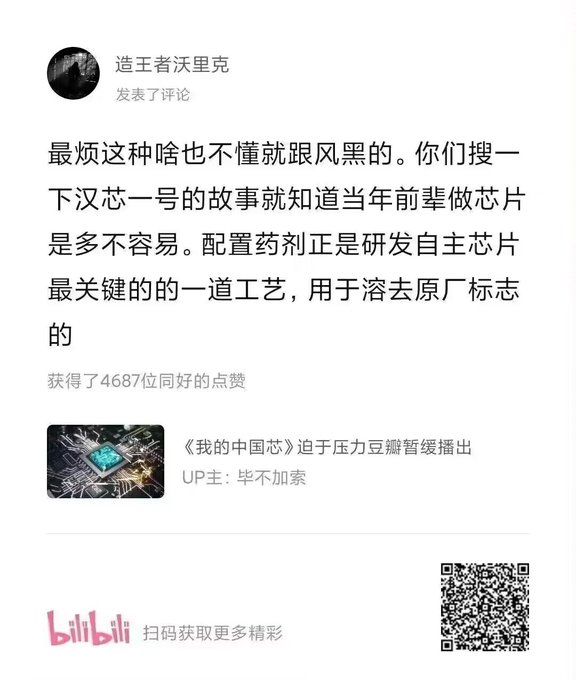 造王者沃里克
发表了评论
最烦这种啥也不懂就跟风黑的。你们搜一
下汉芯一号的故事就知道当年前辈做芯片
是多不容易。配置药剂正是研发自主芯片
最关键的的一道工艺，用于溶去原厂标志
的
获得了4687位同好的点赞
《我的中国芯》迫于压力豆瓣暂缓播出
UP主：毕不加索
bilibili 扫码获取更多精彩